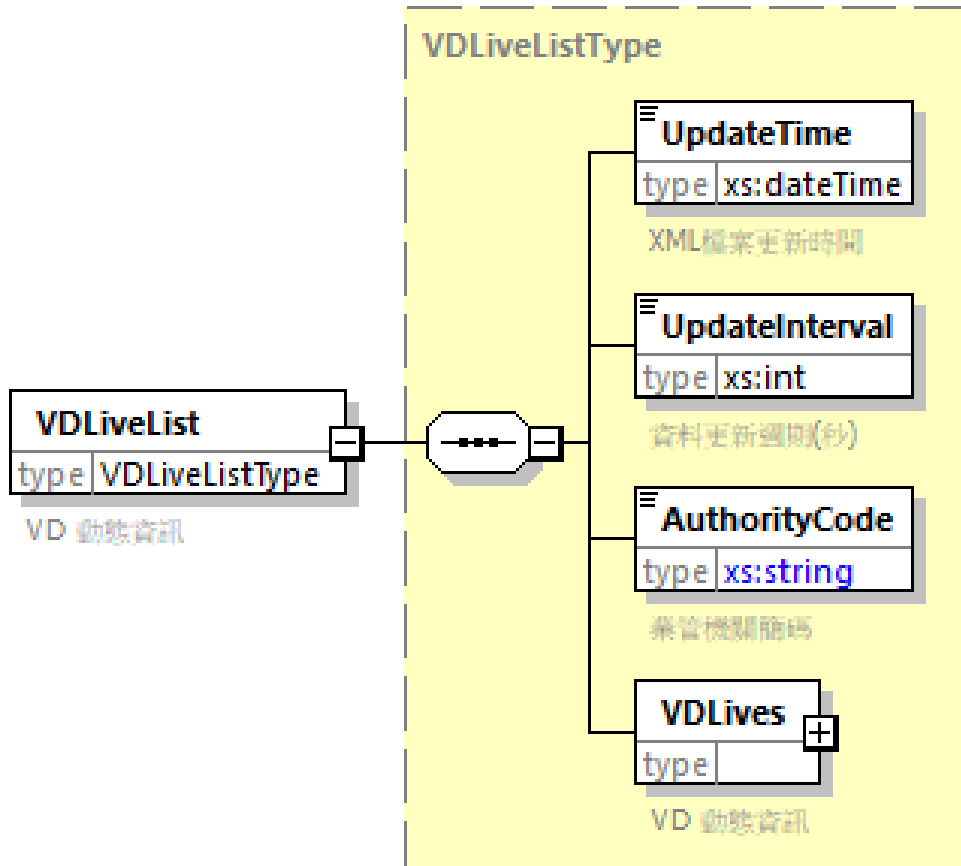 VDLiveListType
UpdateTime
type xs:dateTime
XML檔案更新時間
UpdateInterval
type xs:int
資料更新週期(秒)
VDLiveList
type VDLiveListType
VD 動態資訊
AuthorityCode
type xs:string
業管機關簡碼
VDLives
type
VD 動態資訊